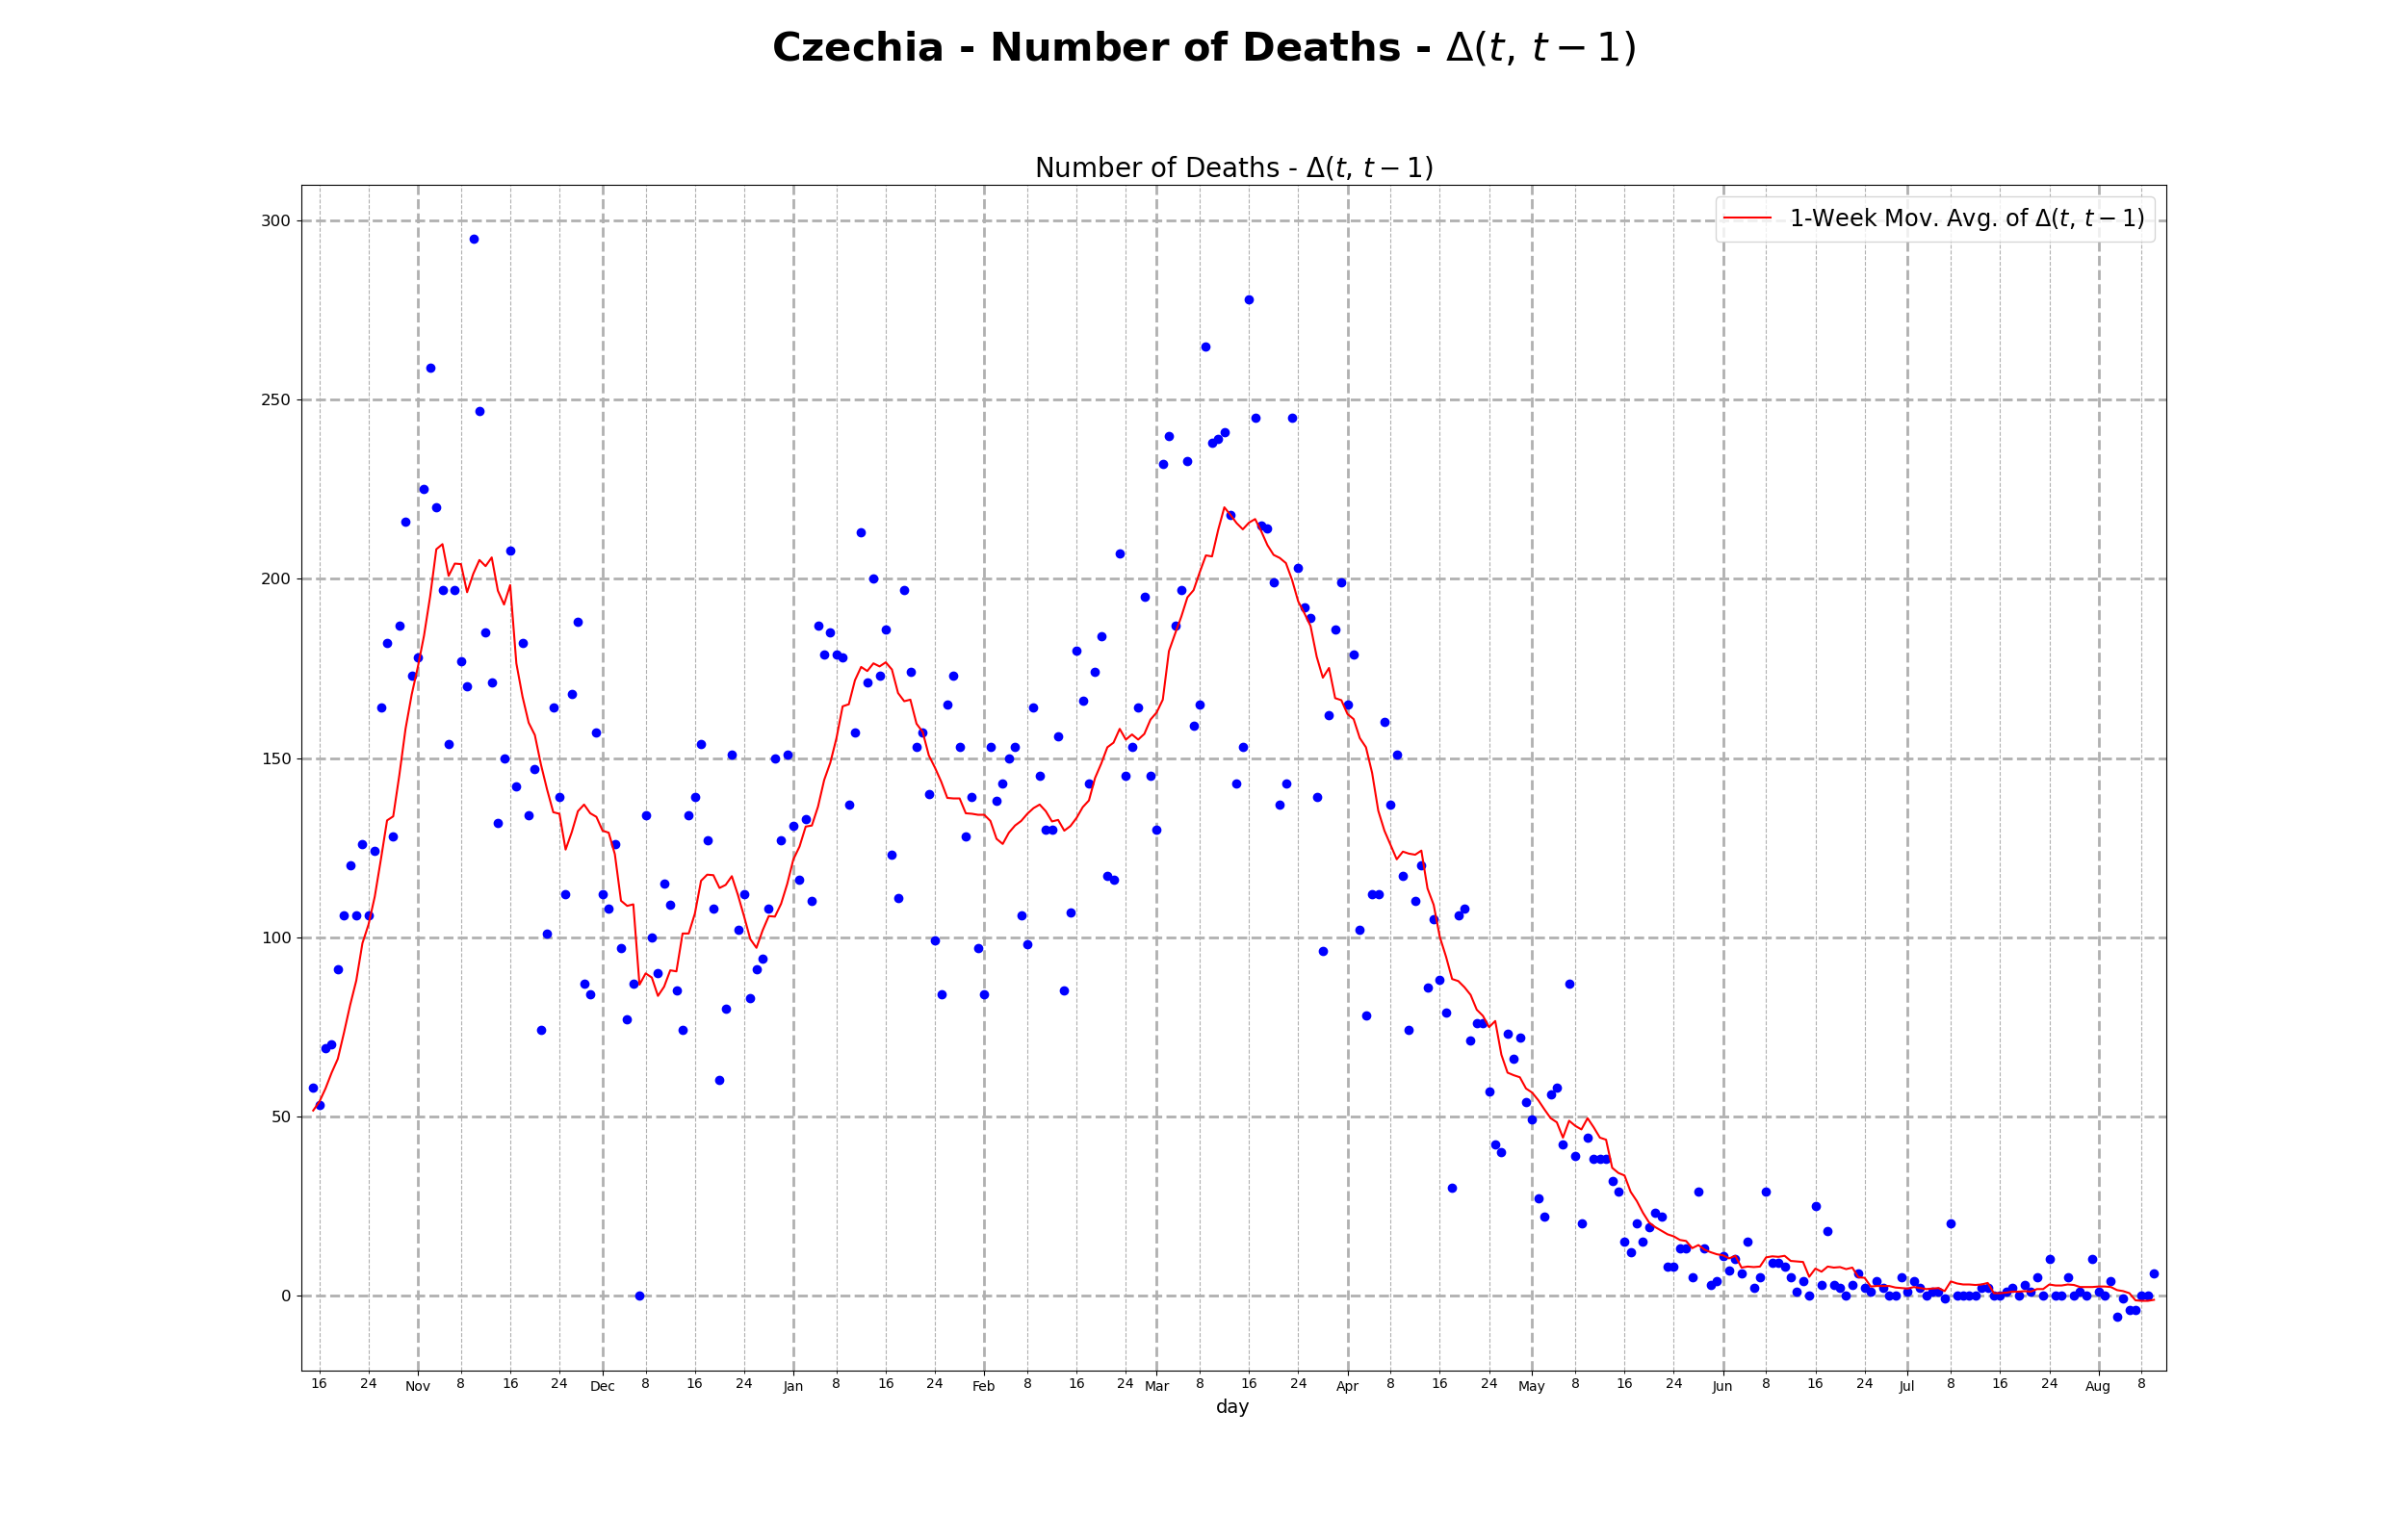 Czechia - Number of Deaths - Δ(t, t − 1)
Number of Deaths - Δ(t, t − 1)
1-Week Mov. Avg. of Δ(t, t − 1)
300
250
200
150
100
50
0
16 24 Nov 8 16 24 Dec 8 16 24 Jan 8 16 24 Feb 8 16 24 Mar 8 16 24 Apr 8 16 24 May 8 16 24 Jun 8 16 24 Jul 8 16 24 Aug 8
day